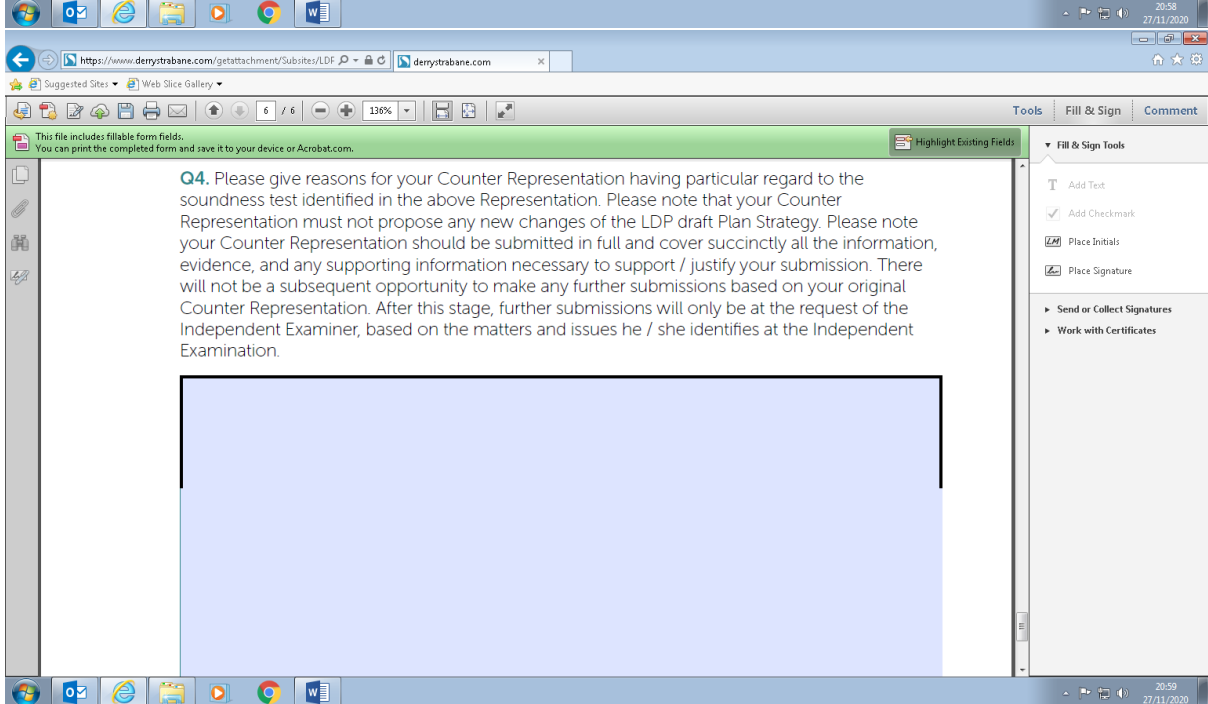 20:58
27/11/2020
https://www.derrystrabane.com/getattachment/Subsites/LDF
derrystrabane.com
Suggested Sites Web Slice Gallery
6 / 6 136% Tools Fill & Sign Comment
This file includes fillable form fields.
You can print the completed form and save it to your device or Acrobat.com.
Highlight Existing Fields
Fill & Sign Tools
T Add Text
Add Checkmark
LM Place Initials
Place Signature
Send or Collect Signatures
Work with Certificates
Q4. Please give reasons for your Counter Representation having particular regard to the
soundness test identified in the above Representation. Please note that your Counter
Representation must not propose any new changes of the LDP draft Plan Strategy. Please note
your Counter Representation should be submitted in full and cover succinctly all the information,
evidence, and any supporting information necessary to support / justify your submission. There
will not be a subsequent opportunity to make any further submissions based on your original
Counter Representation. After this stage, further submissions will only be at the request of the
Independent Examiner, based on the matters and issues he / she identifies at the Independent
Examination.
20:59
27/11/2020